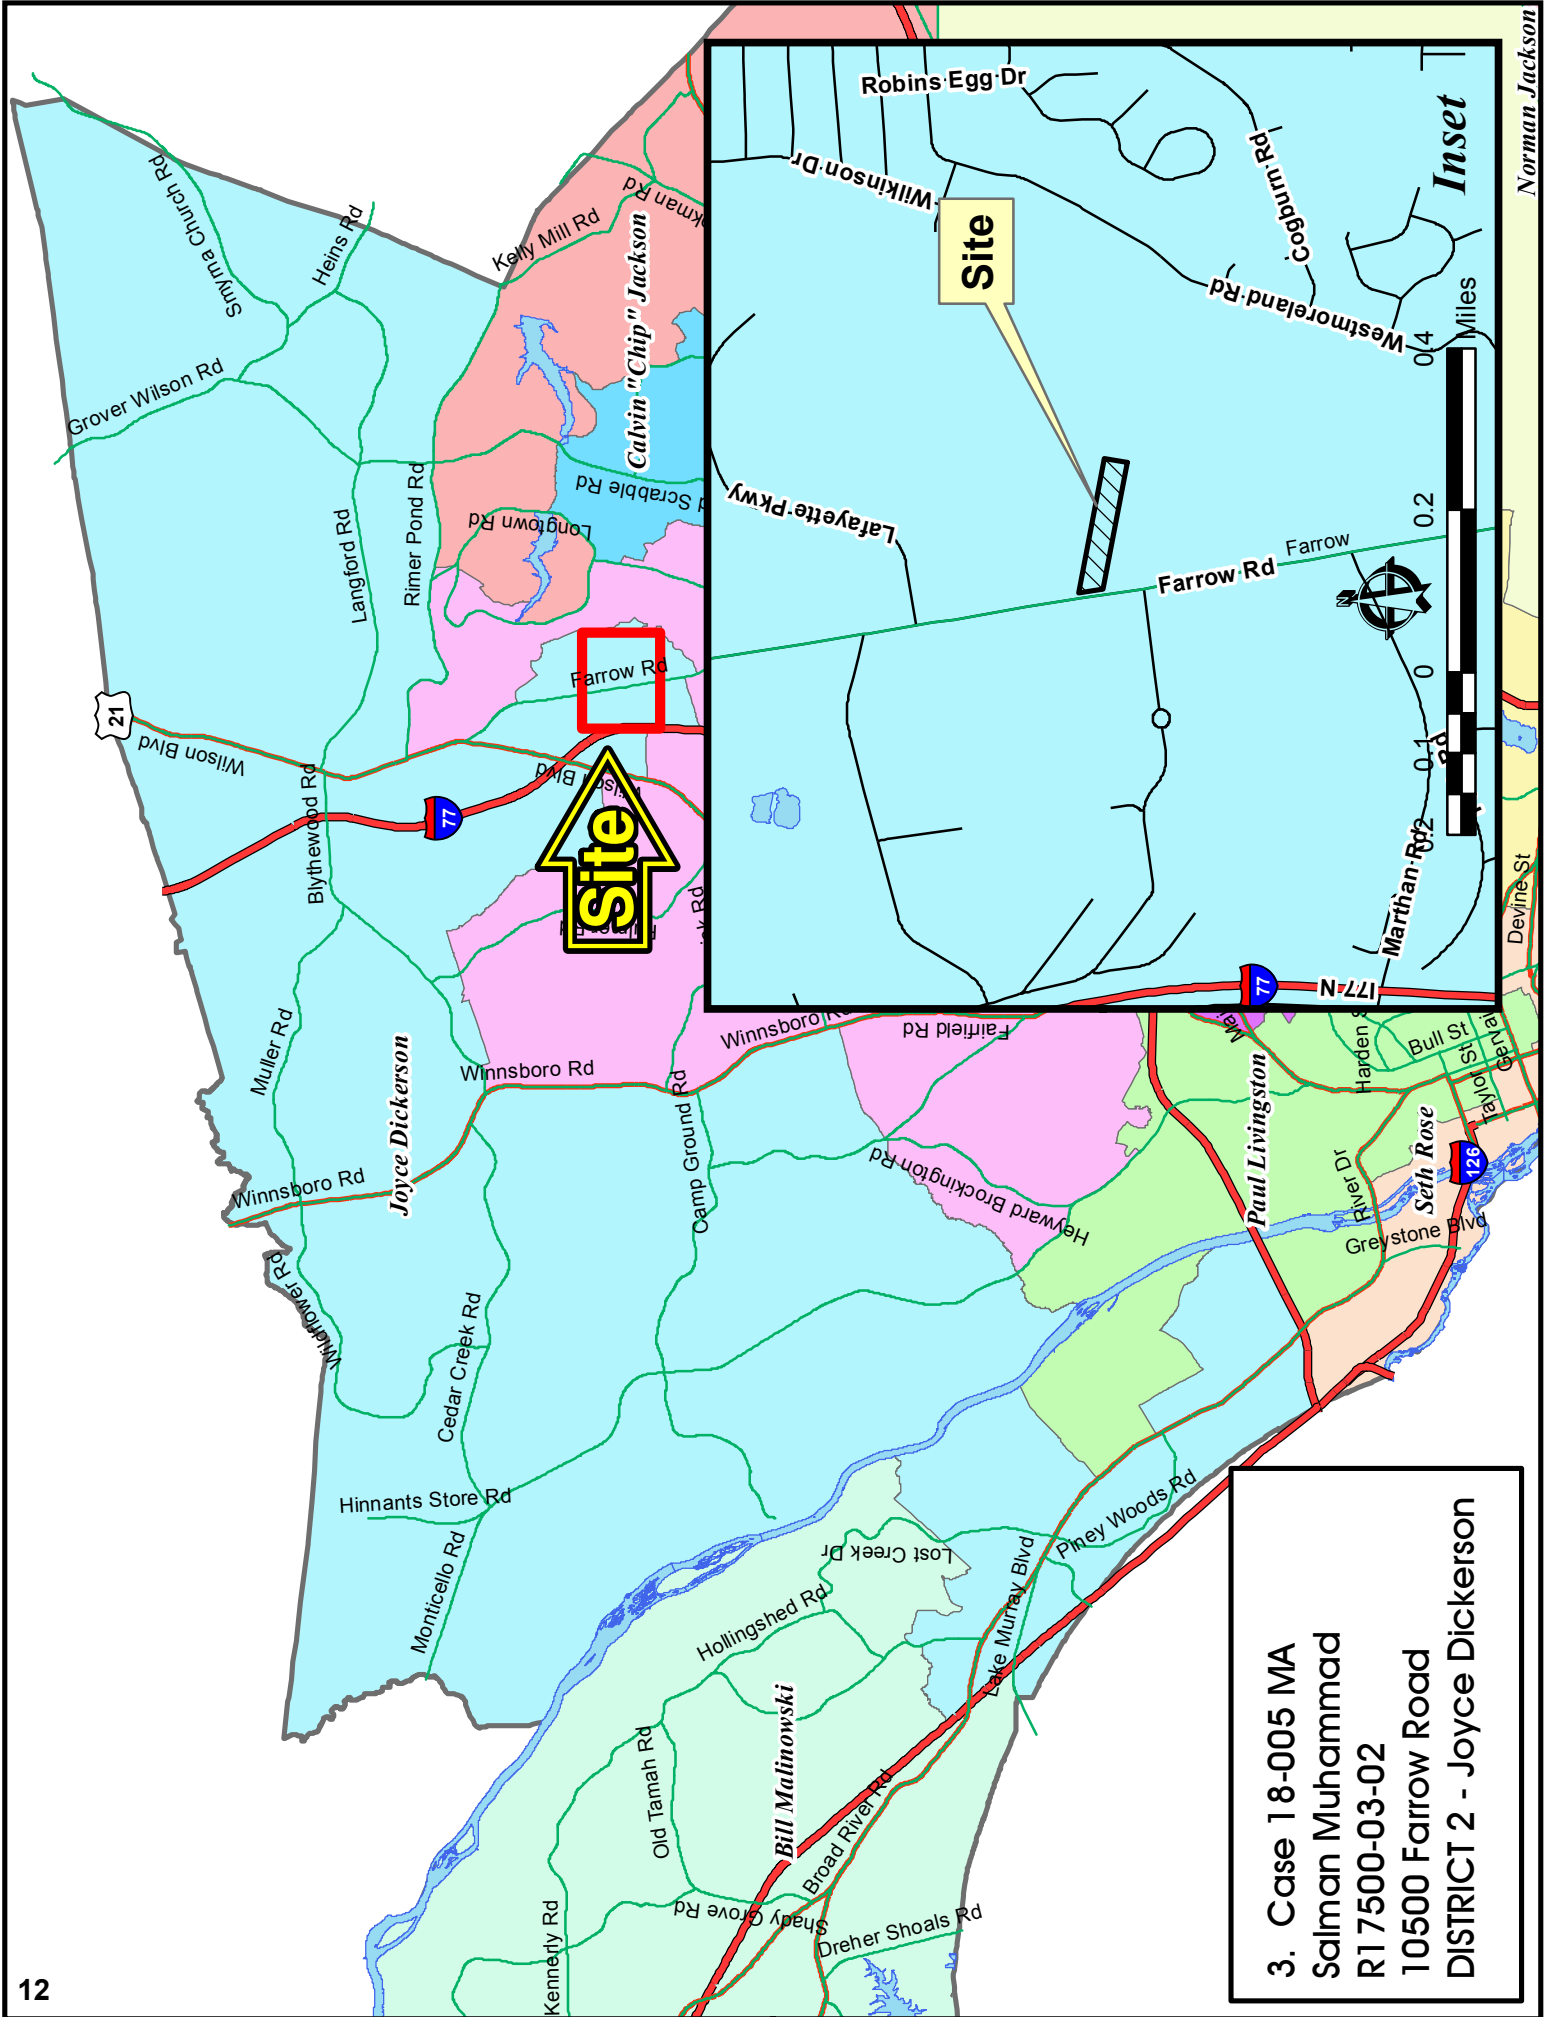 12
Smyrna Church Rd
Heins Rd
Grover Wilson Rd
Kelly Mill Rd
Langford Rd
Rimer Pond Rd
Longtown Rd
Calvin "Chip" Jackson
Farrow Rd
21
Wilson Blvd
Blythewood Rd
77
Site
Muller Rd
Joyce Dickerson
Winnsboro Rd
Winnsboro Rd
Winnsboro
Wildflower Rd
Cedar Creek Rd
Camp Ground Rd
Fairfield Rd
Heyward Brockington Rd
Hinnants Store Rd
Monticello Rd
Paul Livingston
Seth Rose
River Dr
Greystone Blvd
126
Harden
Bull St
Taylor St
Devine St
Norman Jackson
Lost Creek Dr
Piney Woods Rd
Lake Murray Blvd
Hollingshed Rd
Bill Malinowski
Old Tamah Rd
Broad River Rd
Shady Grove Rd
Kennerly Rd
Dreher Shoals Rd
Inset
Robins Egg Dr
Wilkinson Dr
Cogburn Rd
Westmoreland Rd
Site
Lafayette Pkwy
Farrow Rd
Farrow
N
Marthan Rd
I77 N
77
0.2
0.1
0
0.2
0.4
Miles
3. Case 18-005 MA
Salman Muhammad
R17500-03-02
10500 Farrow Road
DISTRICT 2 - Joyce Dickerson